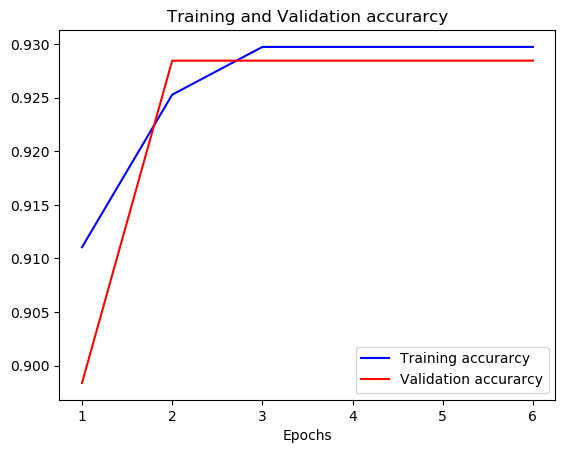 Training and Validation accurarcy
0.930
0.925
0.920
0.915
0.910
0.905
0.900
Training accurarcy
Validation accurarcy
1 2 3 4 5 6
Epochs